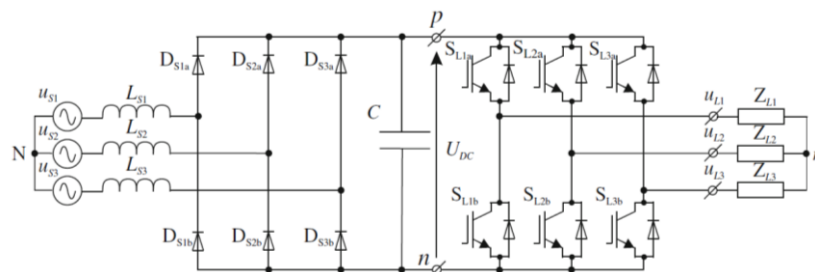 p
D_S1a D_S2a D_S3a
S_L1a S_L2a S_L3a
u_S1 L_S1
u_S2 L_S2
u_S3 L_S3
N
C
U_DC
u_L1 Z_L1
u_L2 Z_L2
u_L3 Z_L3
D_S1b D_S2b D_S3b
S_L1b S_L2b S_L3b
n